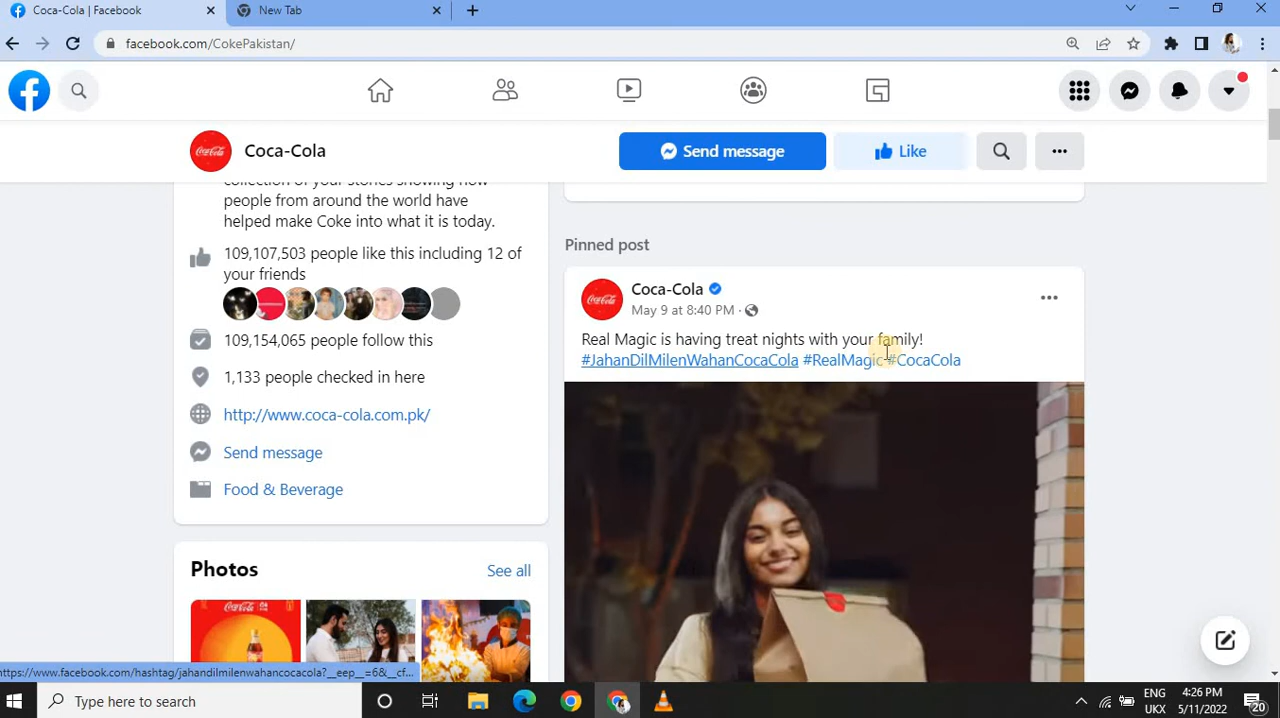 Coca-Cola | Facebook
New Tab
facebook.com/CokePakistan/
Coca-Cola
Send message
Like
collection of your stories showing how
people from around the world have
helped make Coke into what it is today.
109,107,503 people like this including 12 of
your friends
109,154,065 people follow this
1,133 people checked in here
http://www.coca-cola.com.pk/
Send message
Food & Beverage
Photos
See all
Pinned post
Coca-Cola
May 9 at 8:40 PM ·
Real Magic is having treat nights with your family!
#JahanDilMilenWahanCocaCola #RealMagic #CocaCola
https://www.facebook.com/hashtag/jahandilmilenwahancocacola?__eep__=6&__cf...
Type here to search
ENG
UKX
4:26 PM
5/11/2022
20